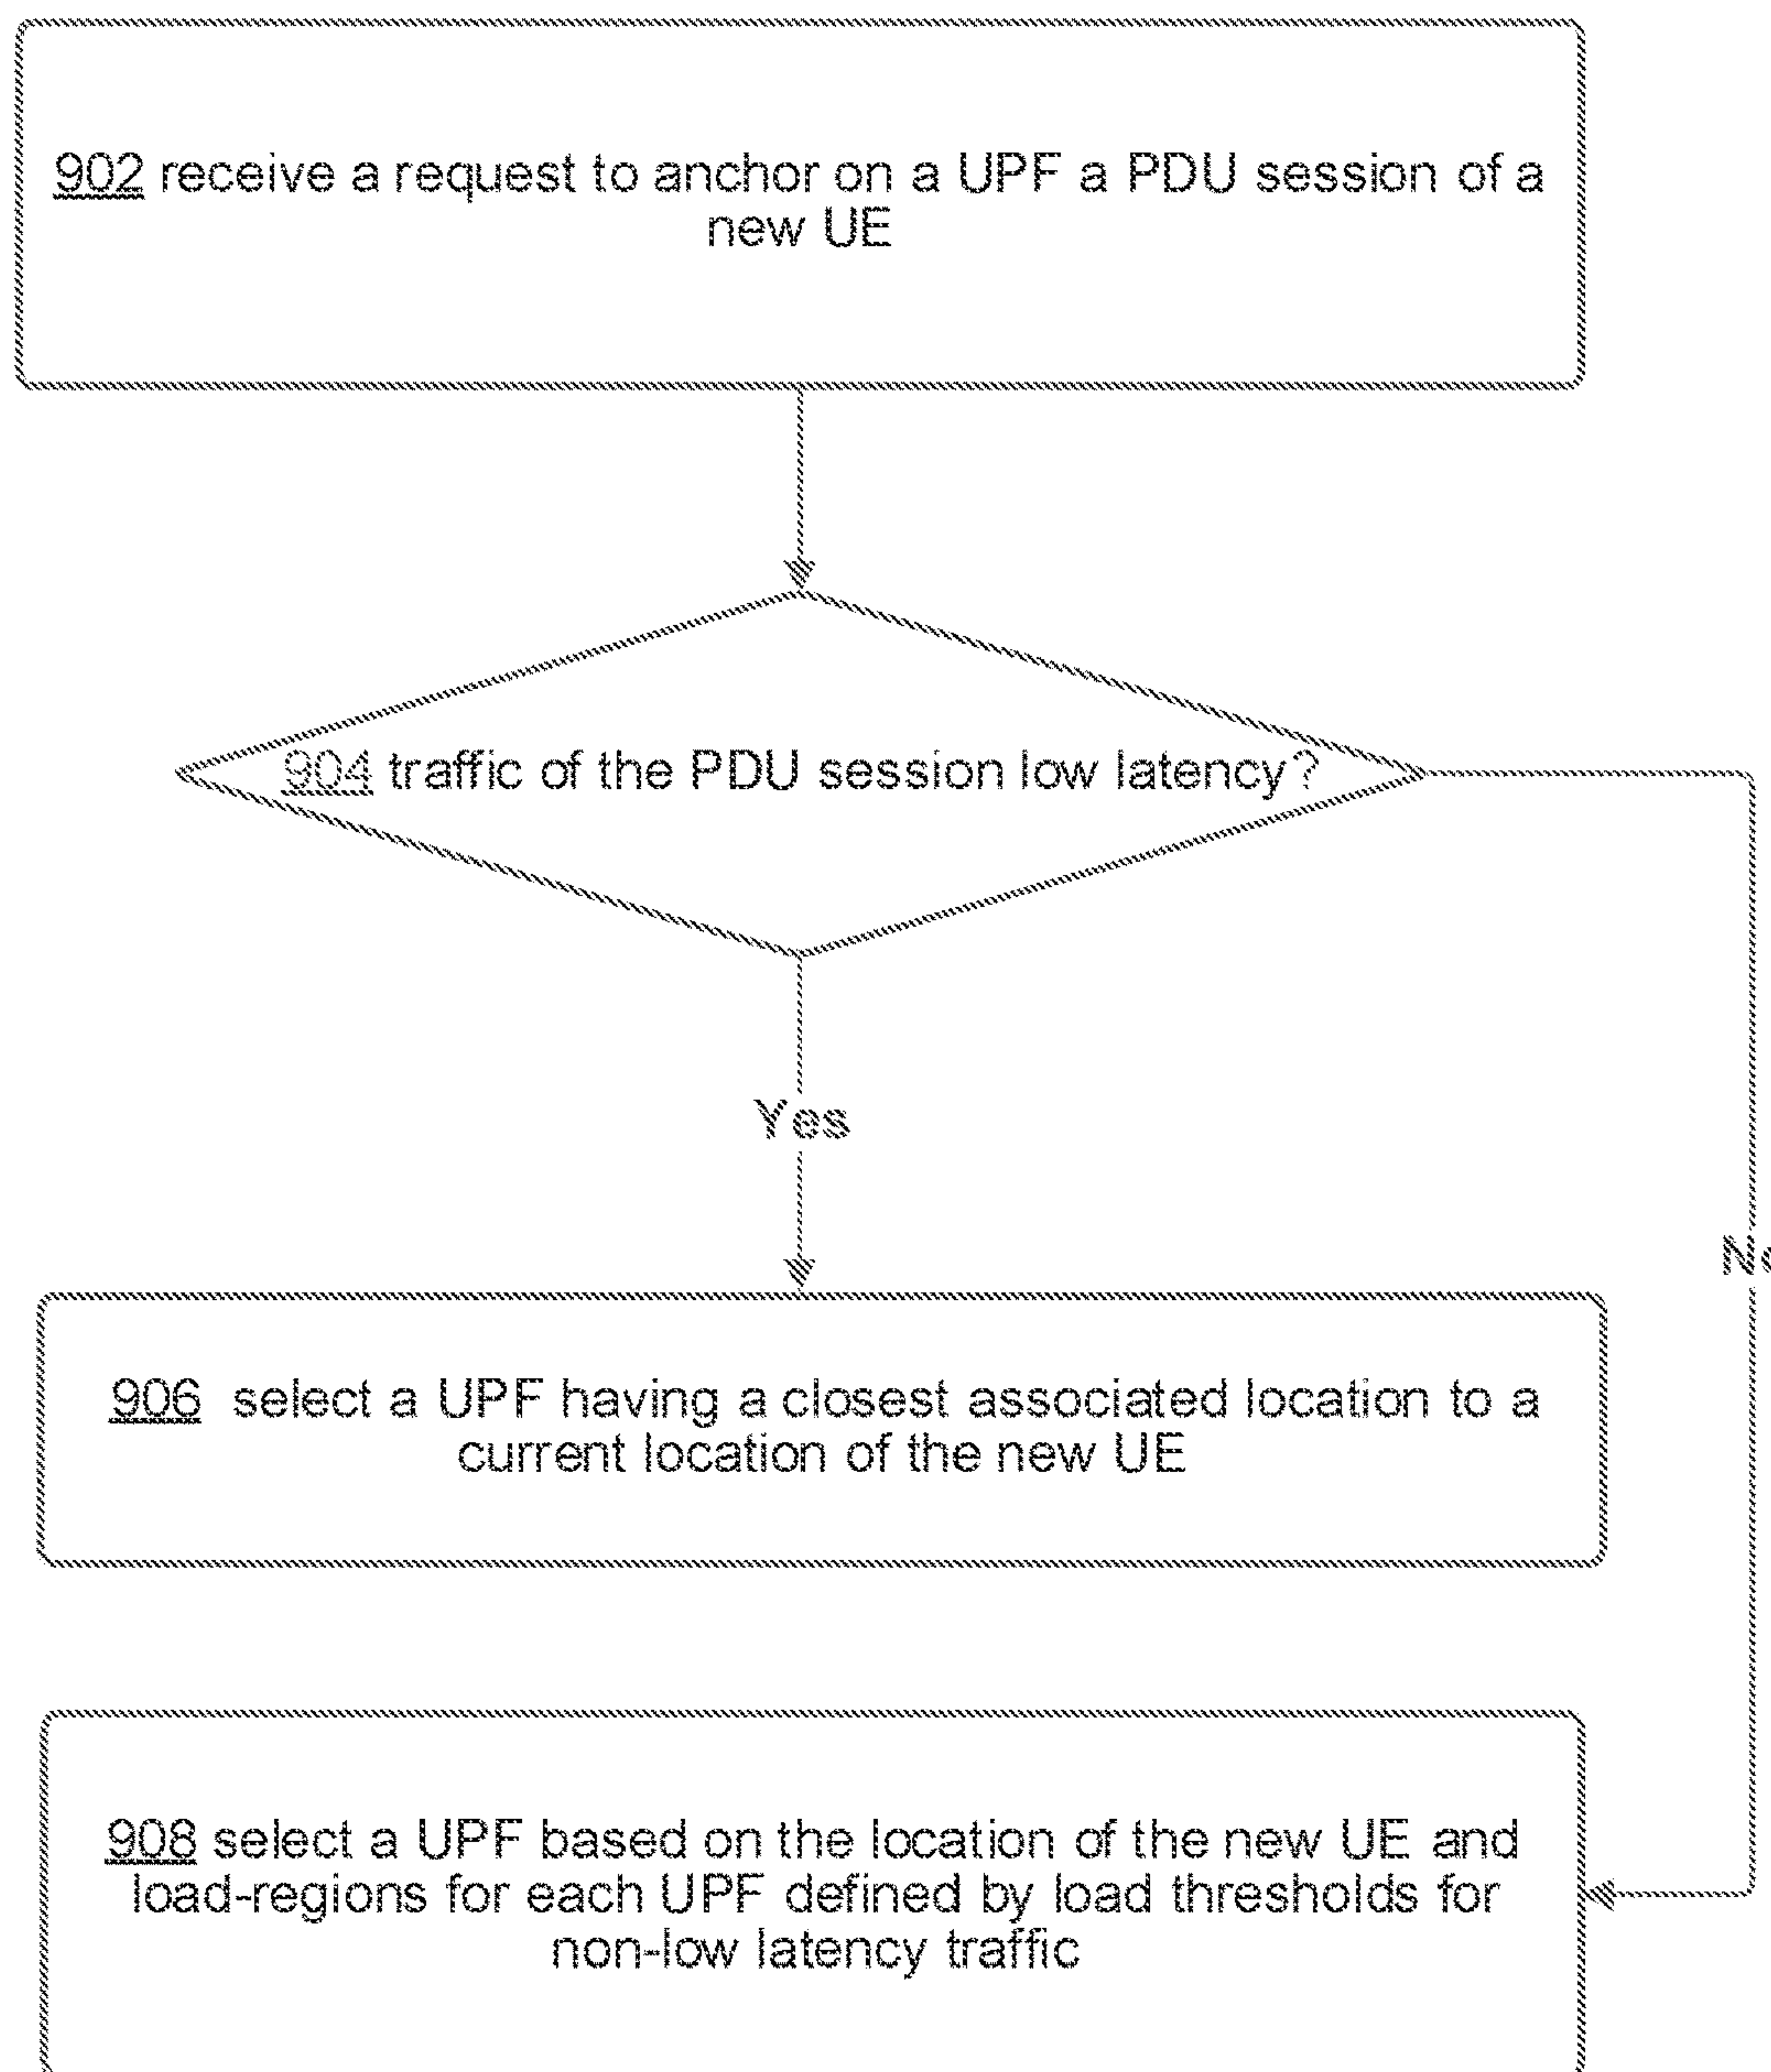 902 receive a request to anchor on a UPF a PDU session of a
new UE
904 traffic of the PDU session low latency?
Yes
906 select a UPF having a closest associated location to a
current location of the new UE
908 select a UPF based on the location of the new UE and
load-regions for each UPF defined by load thresholds for
non-low latency traffic